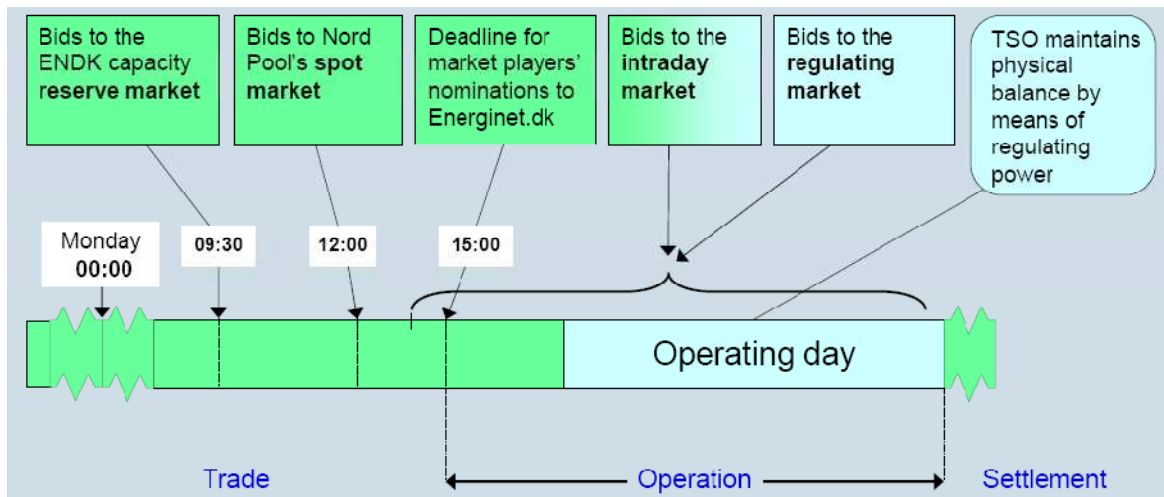 Bids to the
ENDK capacity
reserve market
Bids to Nord
Pool's spot
market
Deadline for
market players'
nominations to
Energinet.dk
Bids to the
intraday
market
Bids to the
regulating
market
TSO maintains
physical
balance by
means of
regulating
power
Monday
00:00
09:30
12:00
15:00
Operating day
Trade
Operation
Settlement